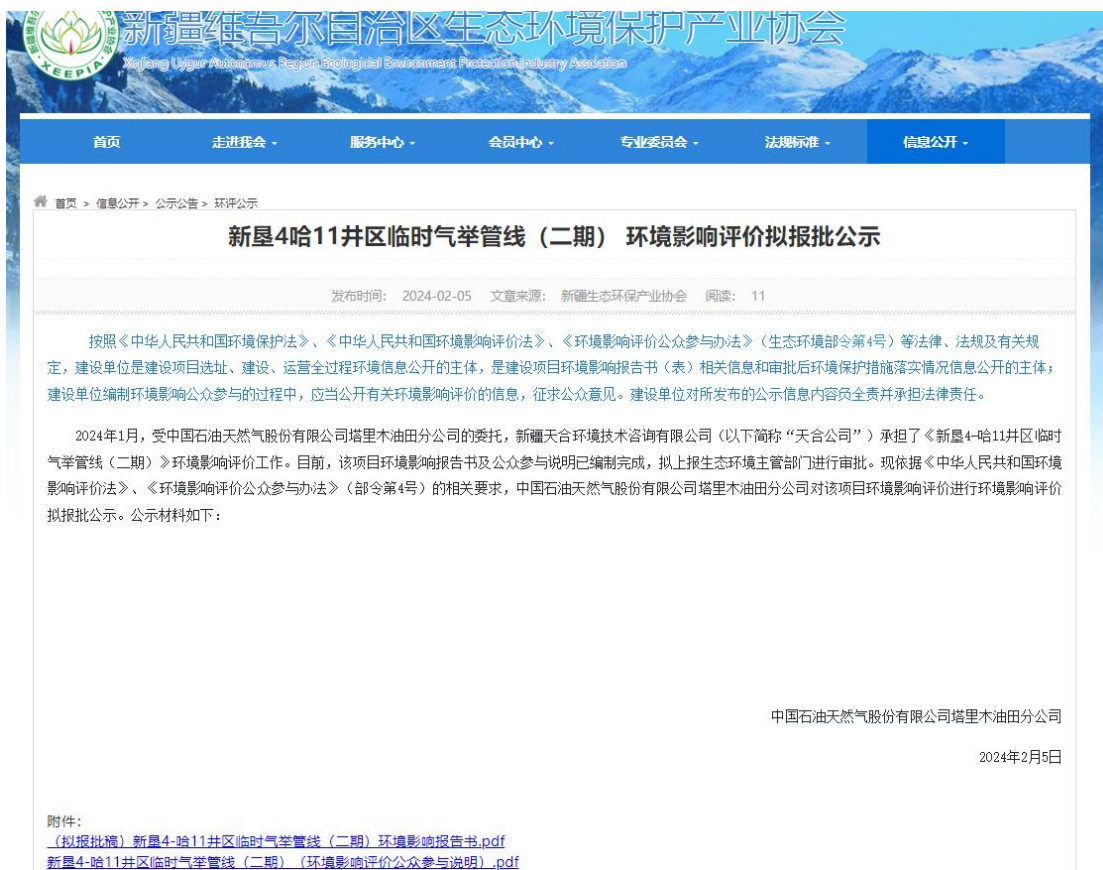 新疆维吾尔自治区生态环境保护产业协会
Xinjiang Uygur Autonomous Region Ecological Environment Protection Industry Association
XEEPIA
首页 走进我会 服务中心 会员中心 专业委员会 法规标准 信息公开
首页 > 信息公开 > 公示公告 > 环评公示
新垦4哈11井区临时气举管线（二期） 环境影响评价拟报批公示
发布时间： 2024-02-05 文章来源： 新疆生态环保产业协会 阅读： 11
按照《中华人民共和国环境保护法》、《中华人民共和国环境影响评价法》、《环境影响评价公众参与办法》（生态环境部令第4号）等法律、法规及有关规
定，建设单位是建设项目选址、建设、运营全过程环境信息公开的主体，是建设项目环境影响报告书（表）相关信息和审批后环境保护措施落实情况信息公开的主体；
建设单位编制环境影响公众参与的过程中，应当公开有关环境影响评价的信息，征求公众意见。建设单位对所发布的公示信息内容负全责并承担法律责任。
2024年1月，受中国石油天然气股份有限公司塔里木油田分公司的委托，新疆天合环境技术咨询有限公司（以下简称“天合公司”）承担了《新垦4-哈11井区临时
气举管线（二期）》环境影响评价工作。目前，该项目环境影响报告书及公众参与说明已编制完成，拟上报生态环境主管部门进行审批。现依据《中华人民共和国环境
影响评价法》、《环境影响评价公众参与办法》（部令第4号）的相关要求，中国石油天然气股份有限公司塔里木油田分公司对该项目环境影响评价进行环境影响评价
拟报批公示。公示材料如下：
中国石油天然气股份有限公司塔里木油田分公司
2024年2月5日
附件：
（拟报批稿）新垦4-哈11井区临时气举管线（二期）环境影响报告书.pdf
新垦4-哈11井区临时气举管线（二期）（环境影响评价公众参与说明）.pdf